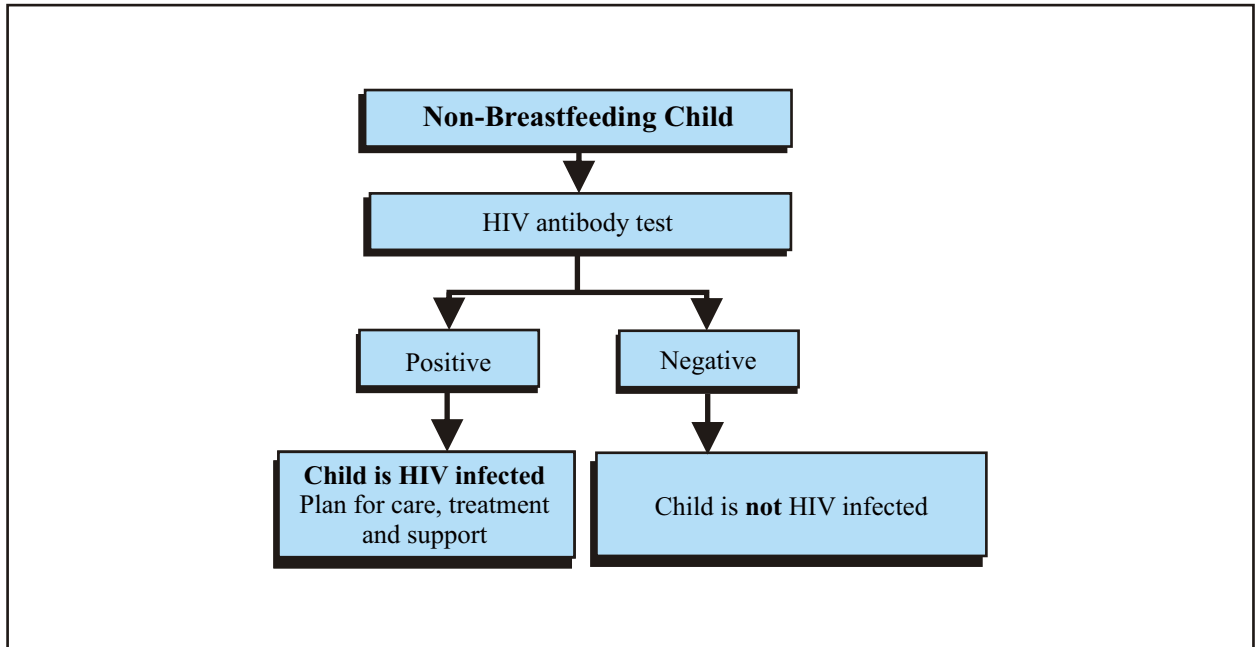 Non-Breastfeeding Child
HIV antibody test
Positive
Negative
Child is HIV infected
Plan for care, treatment
and support
Child is not HIV infected